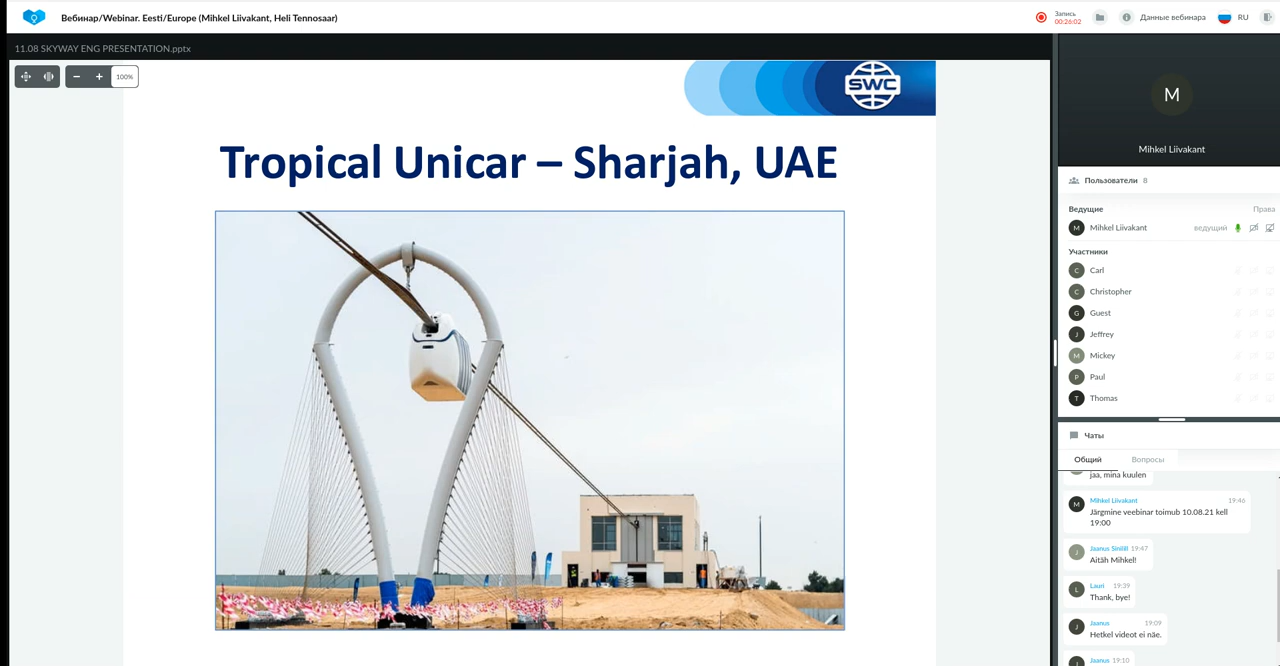 Вебинар/Webinar. Eesti/Europe (Mihkel Liivakant, Heli Tennosaar)
Запись
00:26:02
Данные вебинара
RU
11.08 SKYWAY ENG PRESENTATION.pptx
100%
SWC
Tropical Unicar – Sharjah, UAE
M
Mihkel Liivakant
Пользователи 8
Ведущие Права
M Mihkel Liivakant ведущий
Участники
C Carl
C Christopher
G Guest
J Jeffrey
M Mickey
P Paul
T Thomas
Чаты
Общий Вопросы
jaa, mina kuulen
M Mihkel Liivakant 19:46
Järgmine veebinar toimub 10.08.21 kell
19:00
J Jaanus Siniväli 19:47
Aitäh Mihkel!
L Lauri 19:39
Thank, bye!
J Jaanus 19:09
Hetkel videot ei näe.
J Jaanus 19:10